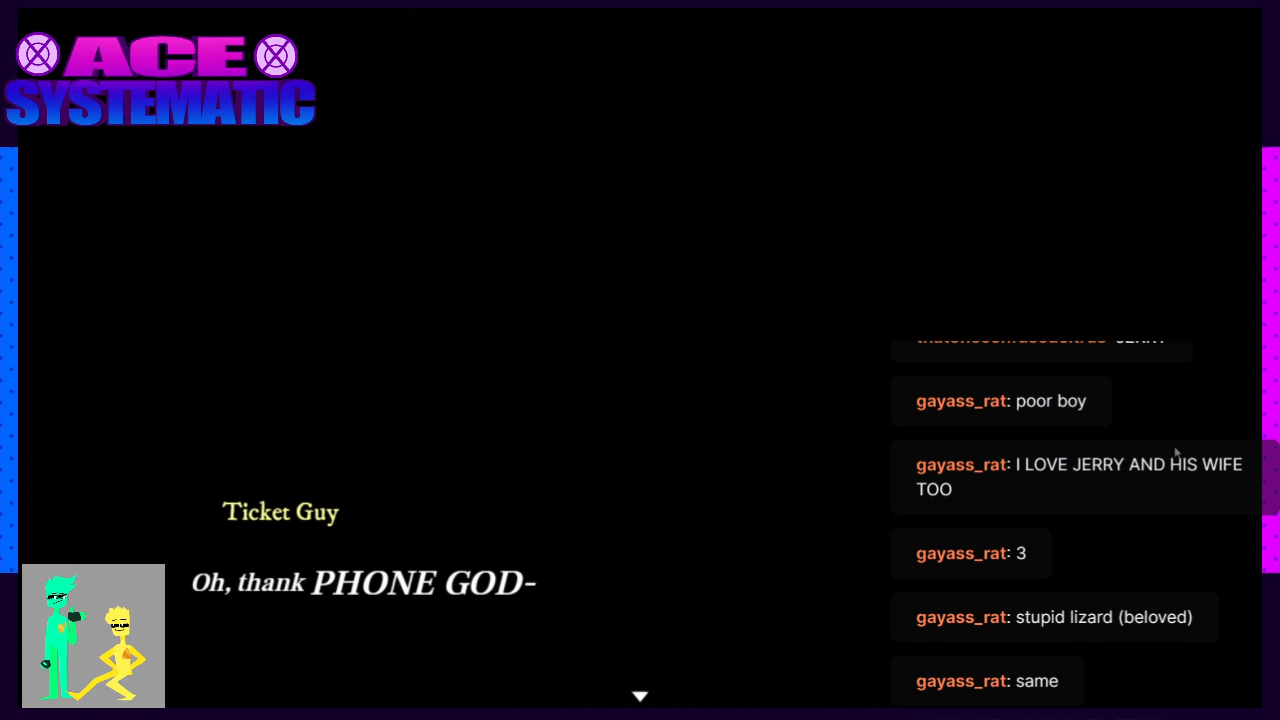 ACE
SYSTEMATIC
gayass_rat: poor boy
gayass_rat: I LOVE JERRY AND HIS WIFE
TOO
gayass_rat: 3
gayass_rat: stupid lizard (beloved)
gayass_rat: same
Ticket Guy
Oh, thank PHONE GOD-